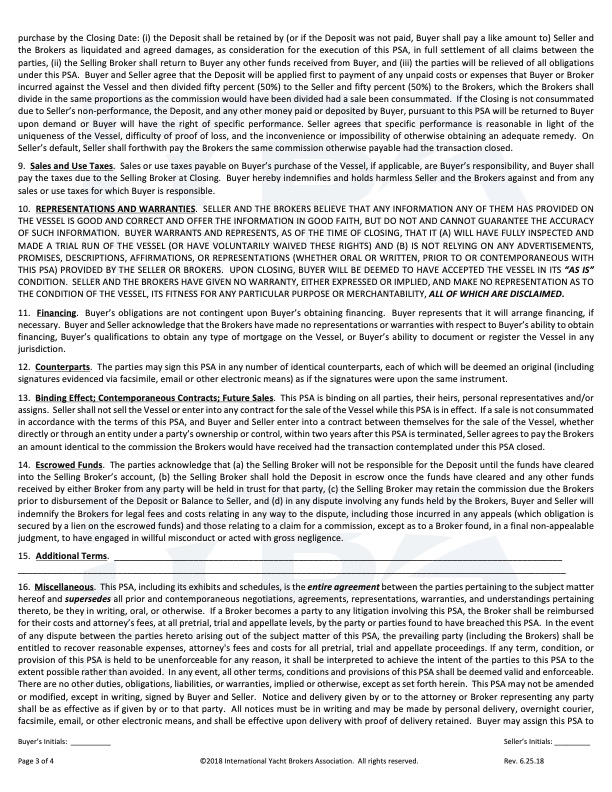 purchase by the Closing Date: (i) the Deposit shall be retained by (or if the Deposit was not paid, Buyer shall pay a like amount to) Seller and
the Brokers as liquidated and agreed damages, as consideration for the execution of this PSA, in full settlement of all claims between the
parties, (ii) the Selling Broker shall return to Buyer any other funds received from Buyer, and (iii) the parties will be relieved of all obligations
under this PSA. Buyer and Seller agree that the Deposit will be applied first to payment of any unpaid costs or expenses that Buyer or Broker
incurred against the Vessel and then divided fifty percent (50%) to the Seller and fifty percent (50%) to the Brokers, which the Brokers shall
divide in the same proportions as the commission would have been divided had a sale been consummated. If the Closing is not consummated
due to Seller's non-performance, the Deposit, and any other money paid or deposited by Buyer, pursuant to this PSA will be returned to Buyer
upon demand or Buyer will have the right of specific performance. Seller agrees that specific performance is reasonable in light of the
uniqueness of the Vessel, difficulty of proof of loss, and the inconvenience or impossibility of otherwise obtaining an adequate remedy. On
Seller's default, Seller shall forthwith pay the Brokers the same commission otherwise payable had the transaction closed.
9. Sales and Use Taxes. Sales or use taxes payable on Buyer's purchase of the Vessel, if applicable, are Buyer's responsibility, and Buyer shall
pay the taxes due to the Selling Broker at Closing. Buyer hereby indemnifies and holds harmless Seller and the Brokers against and from any
sales or use taxes for which Buyer is responsible.
10. REPRESENTATIONS AND WARRANTIES. SELLER AND THE BROKERS BELIEVE THAT ANY INFORMATION ANY OF THEM HAS PROVIDED ON
THE VESSEL IS GOOD AND CORRECT AND OFFER THE INFORMATION IN GOOD FAITH, BUT DO NOT AND CANNOT GUARANTEE THE ACCURACY
OF SUCH INFORMATION. BUYER WARRANTS AND REPRESENTS, AS OF THE TIME OF CLOSING, THAT IT (A) WILL HAVE FULLY INSPECTED AND
MADE A TRIAL RUN OF THE VESSEL (OR HAVE VOLUNTARILY WAIVED THESE RIGHTS) AND (B) IS NOT RELYING ON ANY ADVERTISEMENTS,
PROMISES, DESCRIPTIONS, AFFIRMATIONS, OR REPRESENTATIONS (WHETHER ORAL OR WRITTEN, PRIOR TO OR CONTEMPORANEOUS WITH
THIS PSA) PROVIDED BY THE SELLER OR BROKERS. UPON CLOSING, BUYER WILL BE DEEMED TO HAVE ACCEPTED THE VESSEL IN ITS "AS IS"
CONDITION. SELLER AND THE BROKERS HAVE GIVEN NO WARRANTY, EITHER EXPRESSED OR IMPLIED, AND MAKE NO REPRESENTATION AS TO
THE CONDITION OF THE VESSEL, ITS FITNESS FOR ANY PARTICULAR PURPOSE OR MERCHANTABILITY, ALL OF WHICH ARE DISCLAIMED.
11. Financing. Buyer's obligations are not contingent upon Buyer's obtaining financing. Buyer represents that it will arrange financing, if
necessary. Buyer and Seller acknowledge that the Brokers have made no representations or warranties with respect to Buyer's ability to obtain
financing, Buyer's qualifications to obtain any type of mortgage on the Vessel, or Buyer's ability to document or register the Vessel in any
jurisdiction.
12. Counterparts. The parties may sign this PSA in any number of identical counterparts, each of which will be deemed an original (including
signatures evidenced via facsimile, email or other electronic means) as if the signatures were upon the same instrument.
13. Binding Effect; Contemporaneous Contracts; Future Sales. This PSA is binding on all parties, their heirs, personal representatives and/or
assigns. Seller shall not sell the Vessel or enter into any contract for the sale of the Vessel while this PSA is in effect. If a sale is not consummated
in accordance with the terms of this PSA, and Buyer and Seller enter into a contract between themselves for the sale of the Vessel, whether
directly or through an entity under a party's ownership or control, within two years after this PSA is terminated, Seller agrees to pay the Brokers
an amount identical to the commission the Brokers would have received had the transaction contemplated under this PSA closed.
14. Escrowed Funds. The parties acknowledge that (a) the Selling Broker will not be responsible for the Deposit until the funds have cleared
into the Selling Broker's account, (b) the Selling Broker shall hold the Deposit in escrow once the funds have cleared and any other funds
received by either Broker from any party will be held in trust for that party, (c) the Selling Broker may retain the commission due the Brokers
prior to disbursement of the Deposit or Balance to Seller, and (d) in any dispute involving any funds held by the Brokers, Buyer and Seller will
indemnify the Brokers for legal fees and costs relating in any way to the dispute, including those incurred in any appeals (which obligation is
secured by a lien on the escrowed funds) and those relating to a claim for a commission, except as to a Broker found, in a final non-appealable
judgment, to have engaged in willful misconduct or acted with gross negligence.
15. Additional Terms.
16. Miscellaneous. This PSA, including its exhibits and schedules, is the entire agreement between the parties pertaining to the subject matter
hereof and supersedes all prior and contemporaneous negotiations, agreements, representations, warranties, and understandings pertaining
thereto, be they in writing, oral, or otherwise. If a Broker becomes a party to any litigation involving this PSA, the Broker shall be reimbursed
for their costs and attorney's fees, at all pretrial, trial and appellate levels, by the party or parties found to have breached this PSA. In the event
of any dispute between the parties hereto arising out of the subject matter of this PSA, the prevailing party (including the Brokers) shall be
entitled to recover reasonable expenses, attorney's fees and costs for all pretrial, trial and appellate proceedings. If any term, condition, or
provision of this PSA is held to be unenforceable for any reason, it shall be interpreted to achieve the intent of the parties to this PSA to the
extent possible rather than avoided. In any event, all other terms, conditions and provisions of this PSA shall be deemed valid and enforceable.
There are no other duties, obligations, liabilities, or warranties, implied or otherwise, except as set forth herein. This PSA may not be amended
or modified, except in writing, signed by Buyer and Seller. Notice and delivery given by or to the attorney or Broker representing any party
shall be as effective as if given by or to that party. All notices must be in writing and may be made by personal delivery, overnight courier,
facsimile, email, or other electronic means, and shall be effective upon delivery with proof of delivery retained. Buyer may assign this PSA to
Buyer's Initials: Seller's Initials:
Page 3 of 4 ©2018 International Yacht Brokers Association. All rights reserved. Rev. 6.25.18